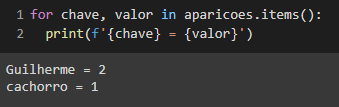 1 for chave, valor in aparicoes.items():
2   print(f'{chave} = {valor}')
Guilherme = 2
cachorro = 1